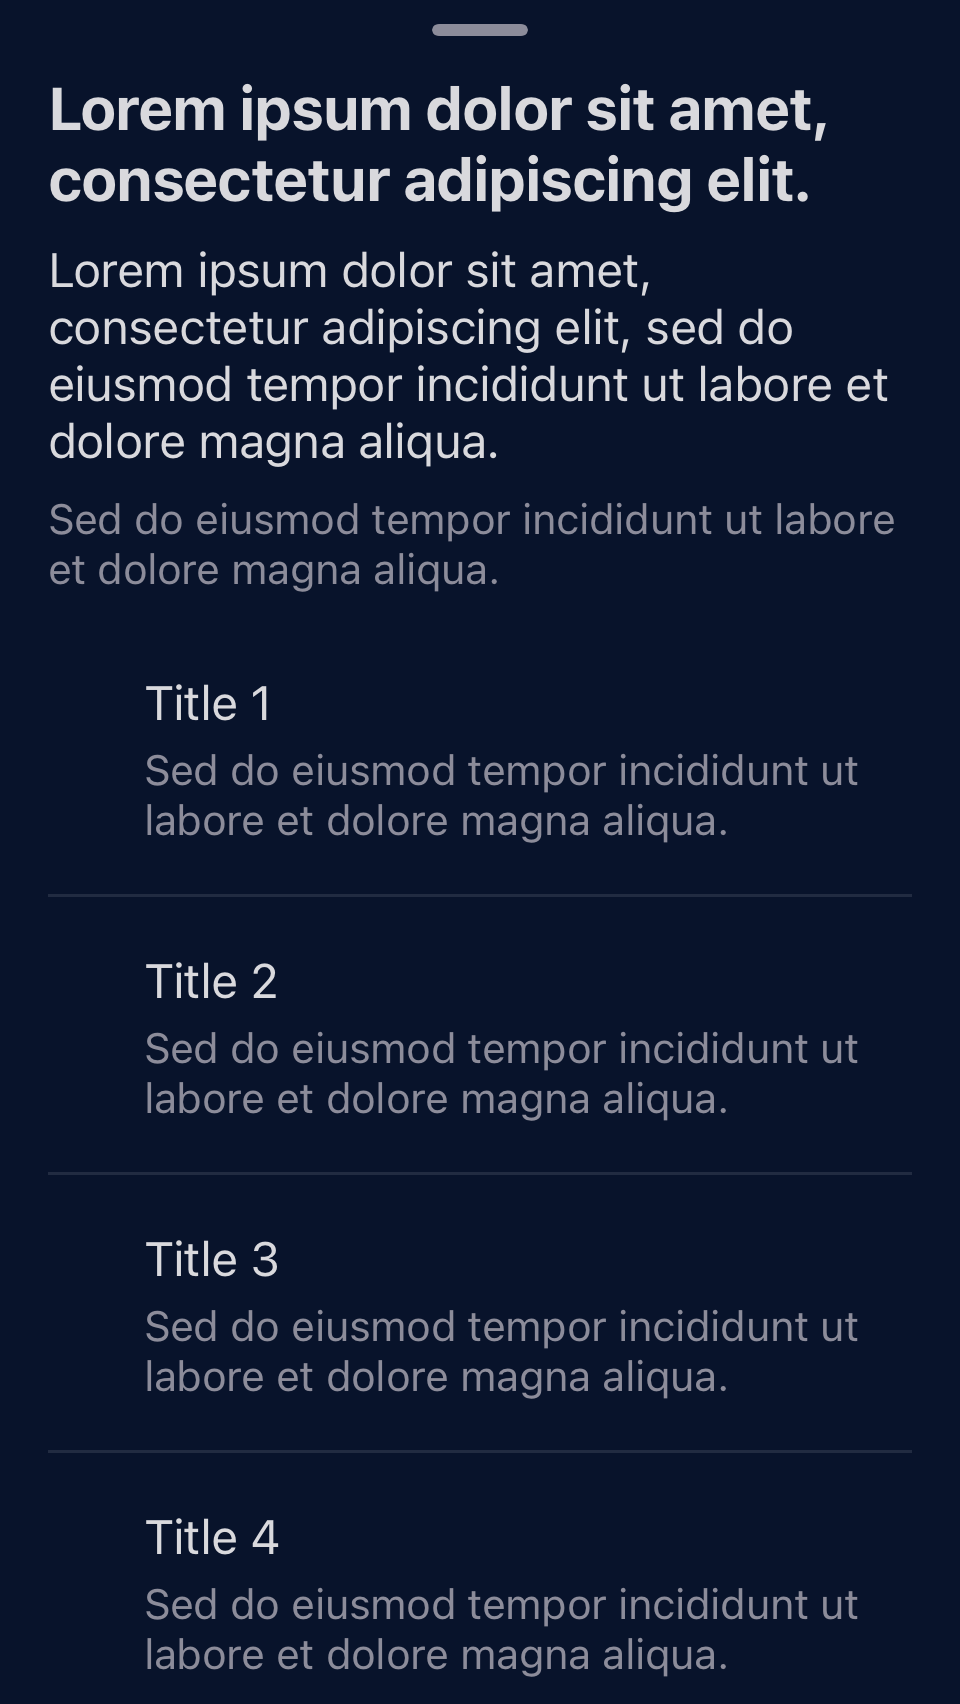 Lorem ipsum dolor sit amet,
consectetur adipiscing elit.
Lorem ipsum dolor sit amet,
consectetur adipiscing elit, sed do
eiusmod tempor incididunt ut labore et
dolore magna aliqua.
Sed do eiusmod tempor incididunt ut labore
et dolore magna aliqua.
Title 1
Sed do eiusmod tempor incididunt ut
labore et dolore magna aliqua.
Title 2
Sed do eiusmod tempor incididunt ut
labore et dolore magna aliqua.
Title 3
Sed do eiusmod tempor incididunt ut
labore et dolore magna aliqua.
Title 4
Sed do eiusmod tempor incididunt ut
labore et dolore magna aliqua.